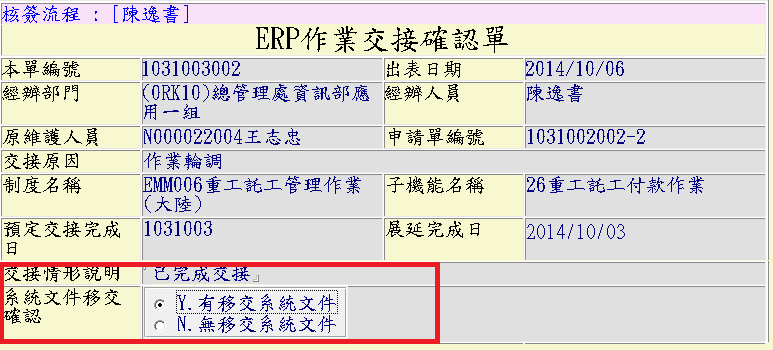 核簽流程 : [陳逸書]
ERP作業交接確認單
本單編號 1031003002 出表日期 2014/10/06
經辦部門 (0RK10)總管理處資訊部應用一組 經辦人員 陳逸書
原維護人員 N000022004王志忠 申請單編號 1031002002-2
交接原因 作業輪調
制度名稱 EMM006重工託工管理作業(大陸) 子機能名稱 26重工託工付款作業
預定交接完成日 1031003 展延完成日 2014/10/03
交接情形說明 「已完成交接」
系統文件移交確認 Y.有移交系統文件
N.無移交系統文件